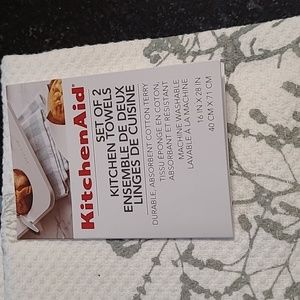 KitchenAid
SET OF 2
KITCHEN TOWELS
ENSEMBLE DE DEUX
LINGES DE CUISINE
DURABLE, ABSORBENT COTTON TERRY
TISSU ÉPONGE EN COTON,
ABSORBANT ET RÉSISTANT
MACHINE WASHABLE
LAVABLE À LA MACHINE
16 IN X 28 IN
40 CM X 71 CM